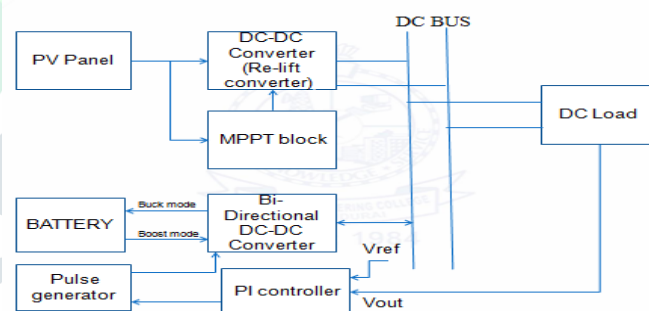 DC BUS
PV Panel
DC-DC
Converter
(Re-lift
converter)
MPPT block
DC Load
BATTERY
Buck mode
Boost mode
Bi-
Directional
DC-DC
Converter
Pulse
generator
PI controller
Vref
Vout
1984